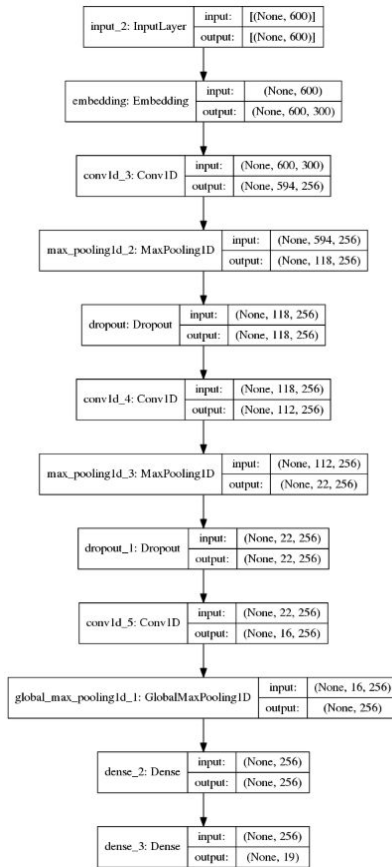 input_2: InputLayer
input: [(None, 600)]
output: [(None, 600)]
embedding: Embedding
input: (None, 600)
output: (None, 600, 300)
conv1d_3: Conv1D
input: (None, 600, 300)
output: (None, 594, 256)
max_pooling1d_2: MaxPooling1D
input: (None, 594, 256)
output: (None, 118, 256)
dropout: Dropout
input: (None, 118, 256)
output: (None, 118, 256)
conv1d_4: Conv1D
input: (None, 118, 256)
output: (None, 112, 256)
max_pooling1d_3: MaxPooling1D
input: (None, 112, 256)
output: (None, 22, 256)
dropout_1: Dropout
input: (None, 22, 256)
output: (None, 22, 256)
conv1d_5: Conv1D
input: (None, 22, 256)
output: (None, 16, 256)
global_max_pooling1d_1: GlobalMaxPooling1D
input: (None, 16, 256)
output: (None, 256)
dense_2: Dense
input: (None, 256)
output: (None, 256)
dense_3: Dense
input: (None, 256)
output: (None, 19)